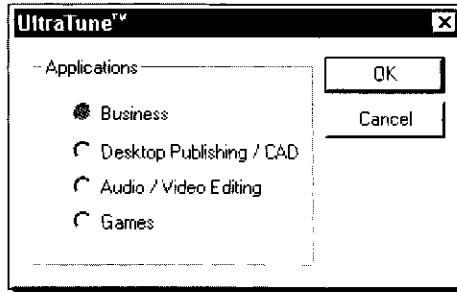 UltraTune™
Applications
OK
Business
Cancel
Desktop Publishing / CAD
Audio / Video Editing
Games